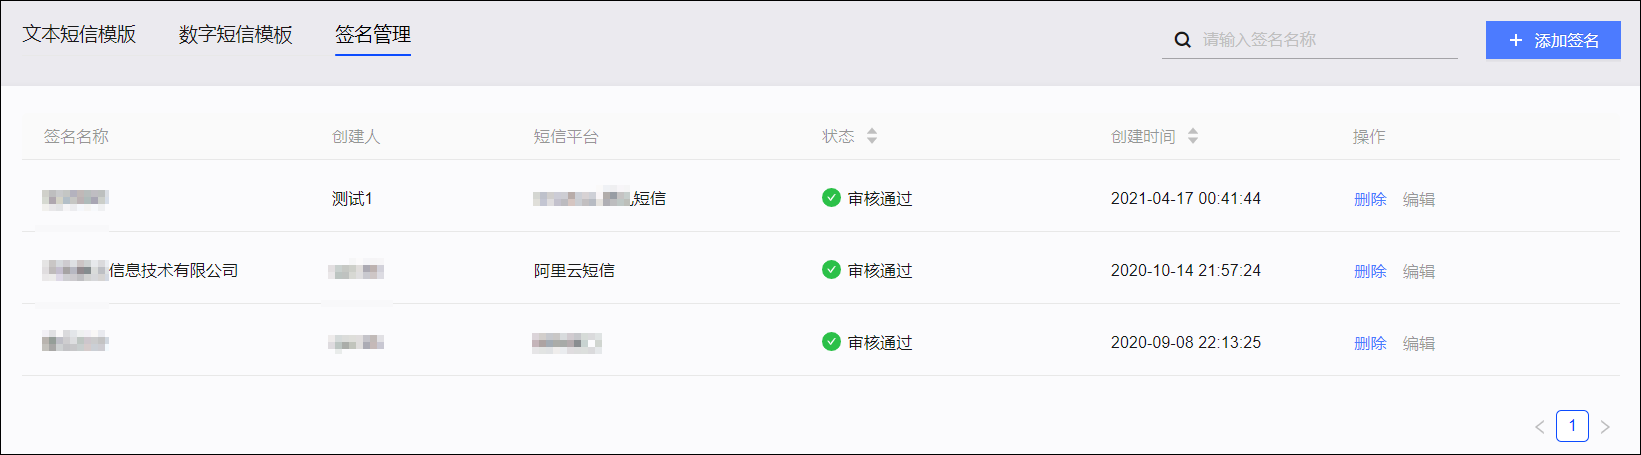 文本短信模版 数字短信模板 签名管理 请输入签名名称 + 添加签名
签名名称 创建人 短信平台 状态 创建时间 操作
测试1 短信 审核通过 2021-04-17 00:41:44 删除 编辑
信息技术有限公司 阿里云短信 审核通过 2020-10-14 21:57:24 删除 编辑
审核通过 2020-09-08 22:13:25 删除 编辑
1